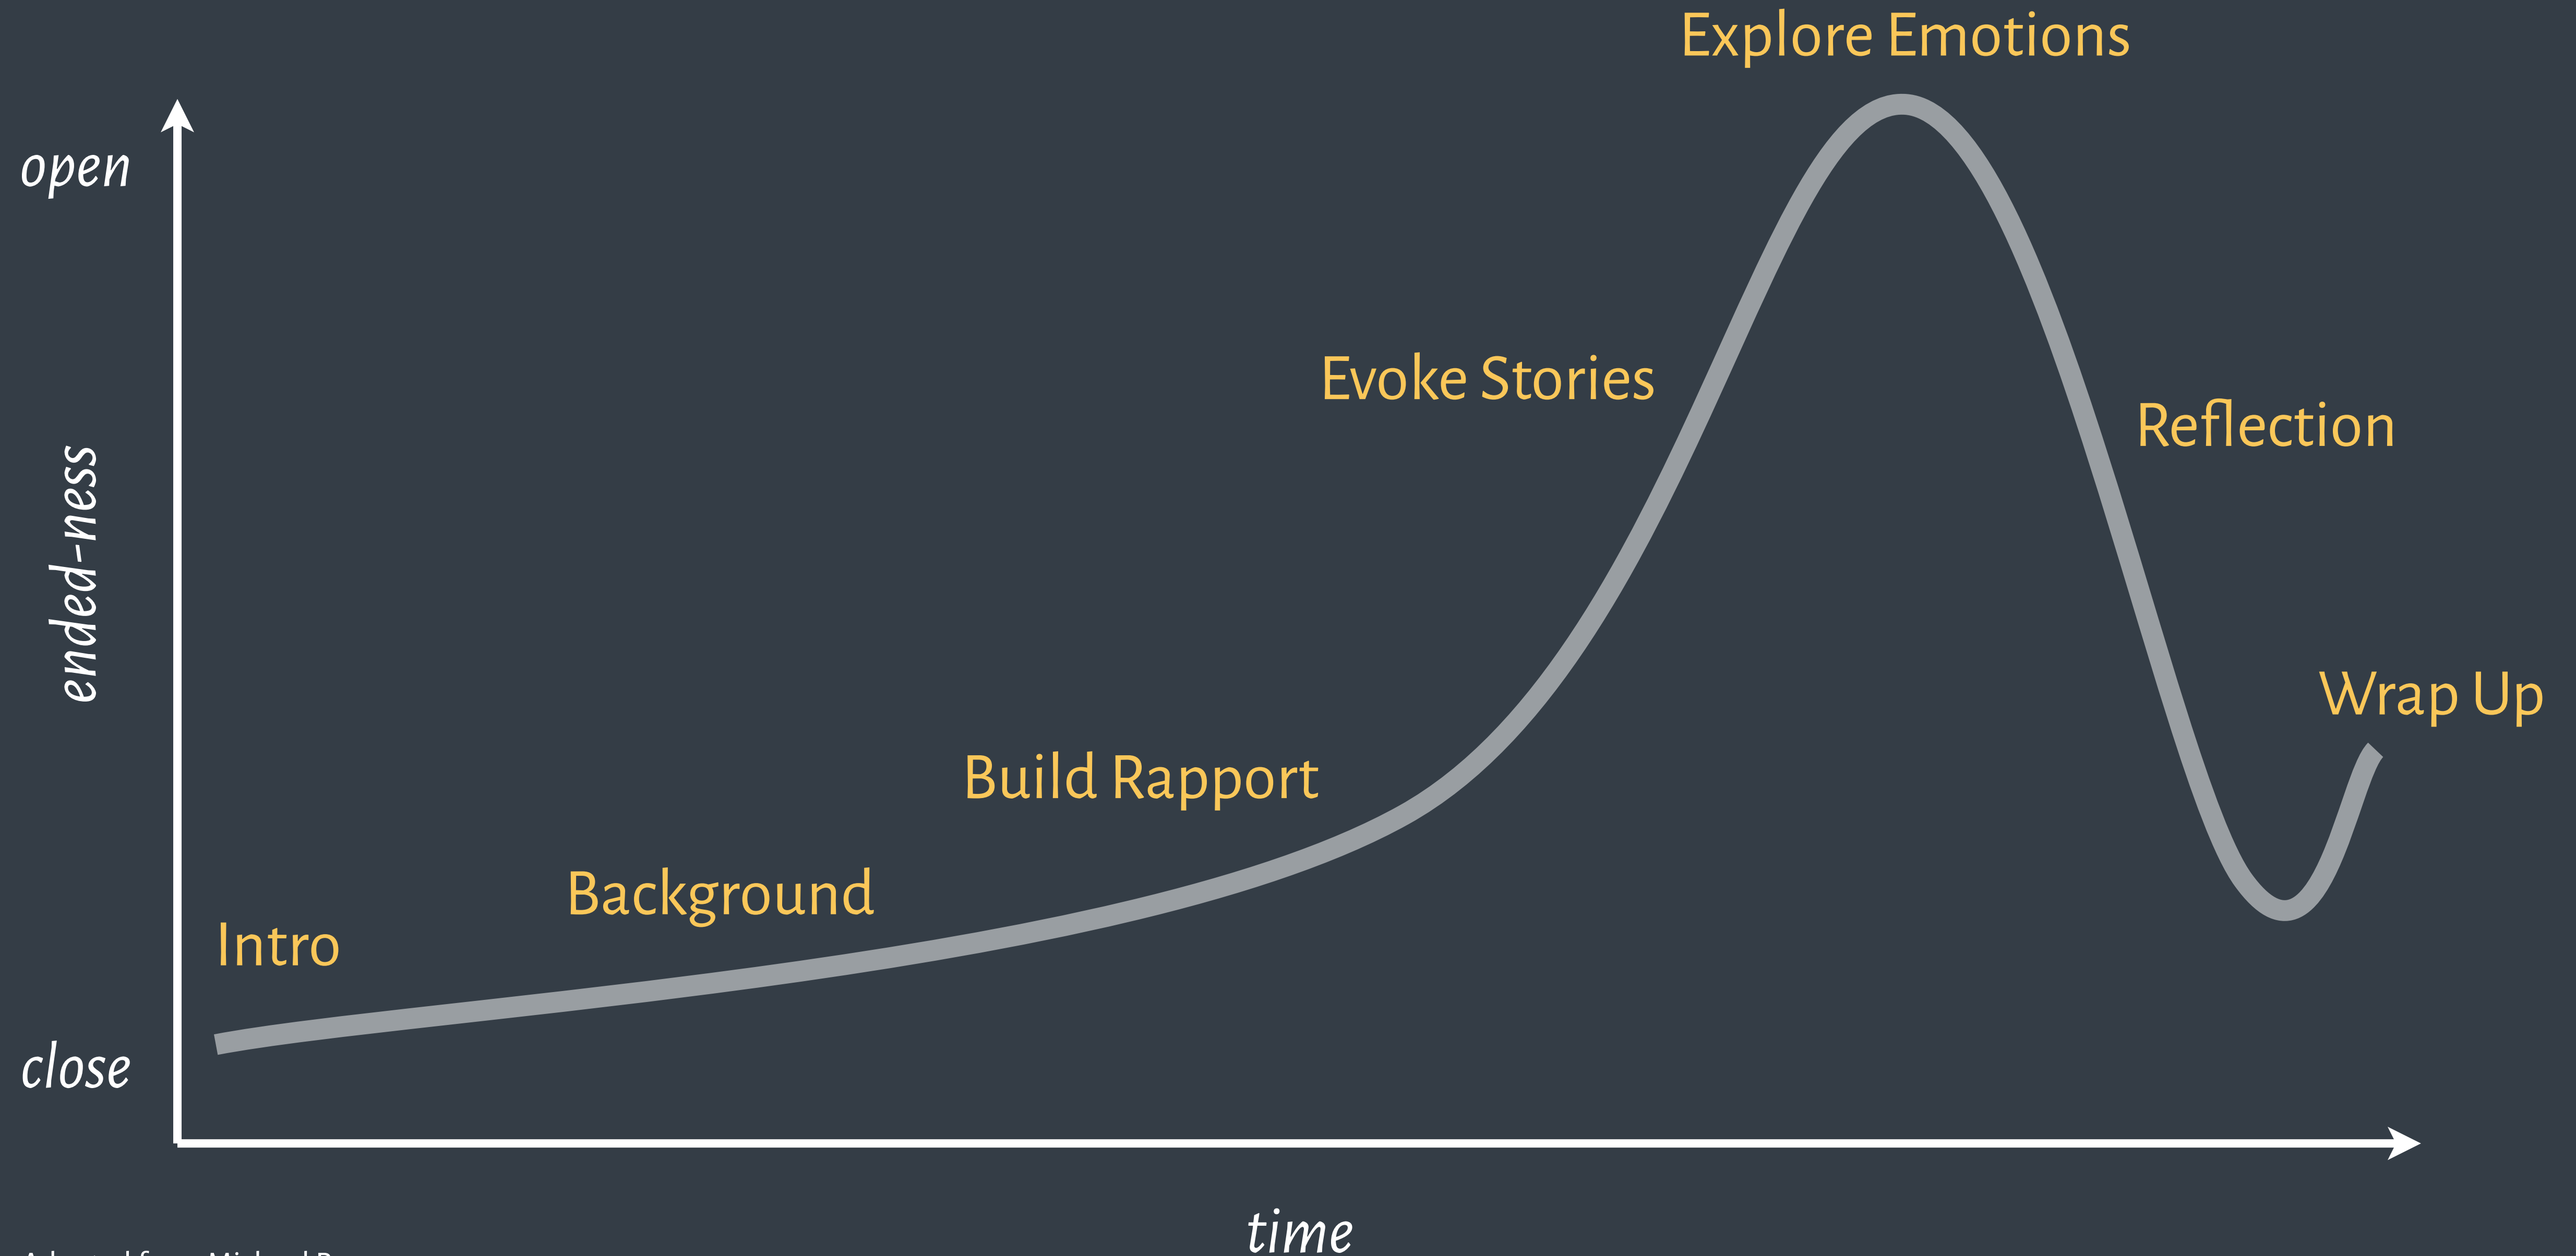 Explore Emotions
open
Evoke Stories
Reflection
ended-ness
Wrap Up
Build Rapport
Background
Intro
close
time